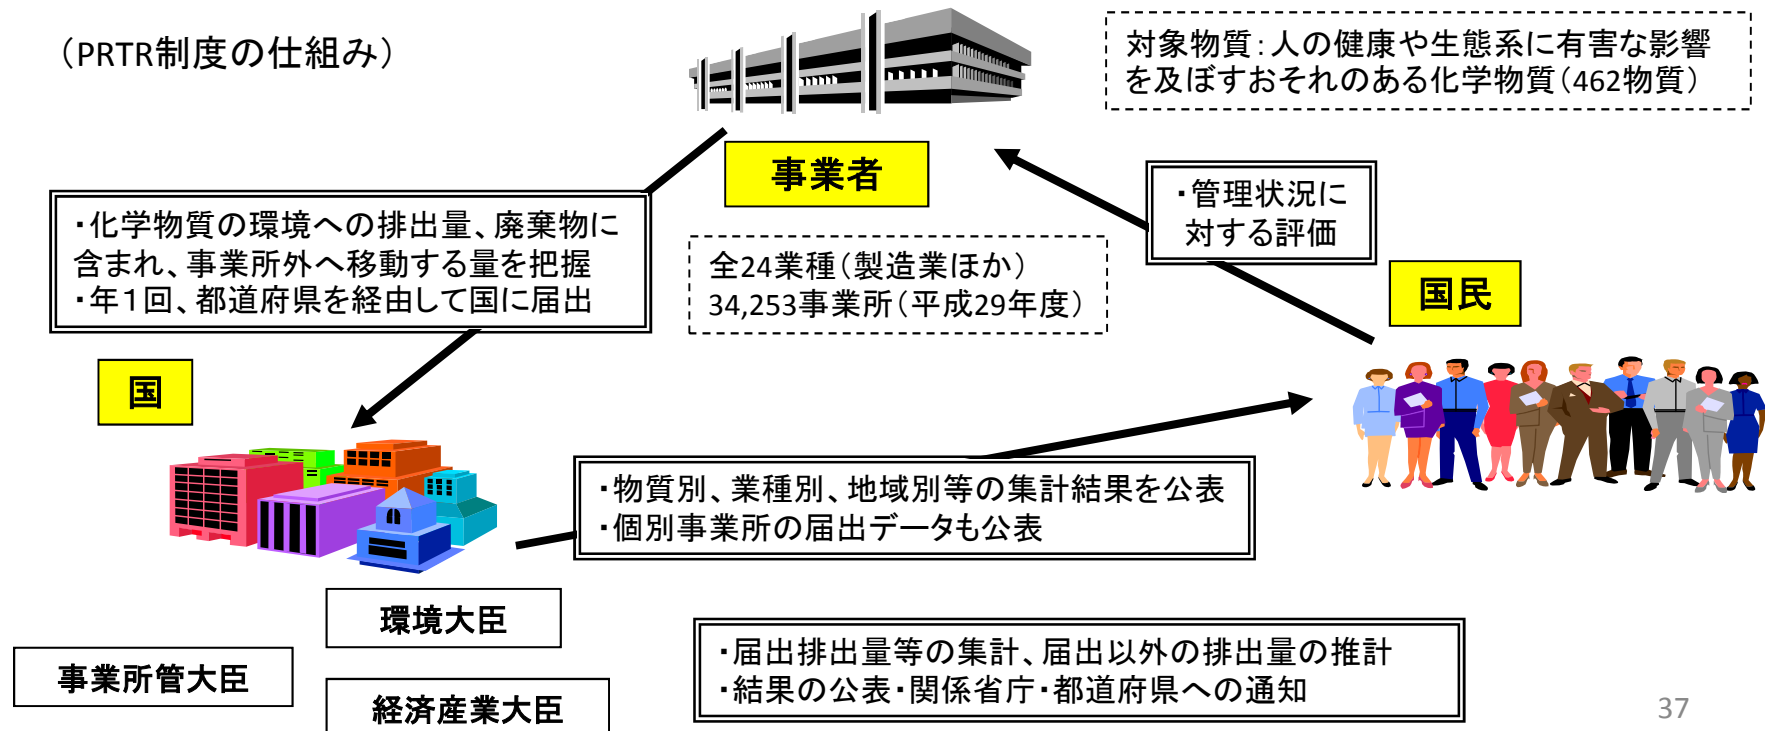 （PRTR制度の仕組み）
対象物質：人の健康や生態系に有害な影響
を及ぼすおそれのある化学物質（462物質）
事業者
・管理状況に
対する評価
・化学物質の環境への排出量、廃棄物に
含まれ、事業所外へ移動する量を把握
・年１回、都道府県を経由して国に届出
全24業種（製造業ほか）
34,253事業所（平成29年度）
国民
国
・物質別、業種別、地域別等の集計結果を公表
・個別事業所の届出データも公表
環境大臣
事業所管大臣
経済産業大臣
・届出排出量等の集計、届出以外の排出量の推計
・結果の公表・関係省庁・都道府県への通知
37